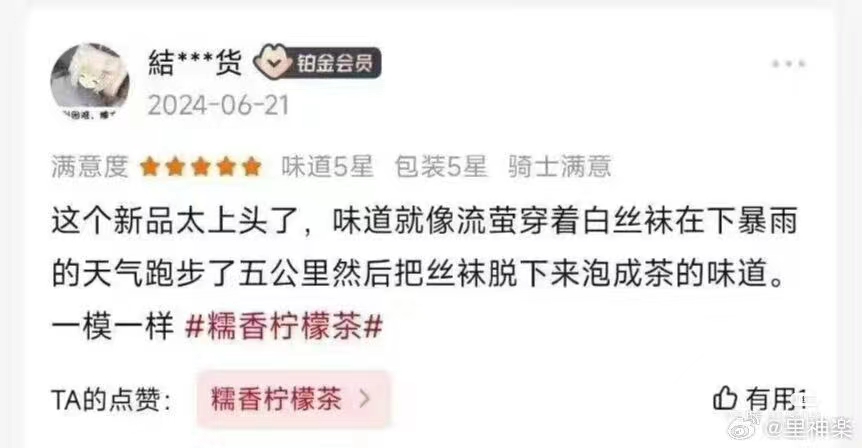 結***货 铂金会员
2024-06-21
满意度 味道5星 包装5星 骑士满意
这个新品太上头了，味道就像流萤穿着白丝袜在下暴雨
的天气跑步了五公里然后把丝袜脱下来泡成茶的味道。
一模一样 #糯香柠檬茶#
TA的点赞： 糯香柠檬茶 > 有用1
@里神楽